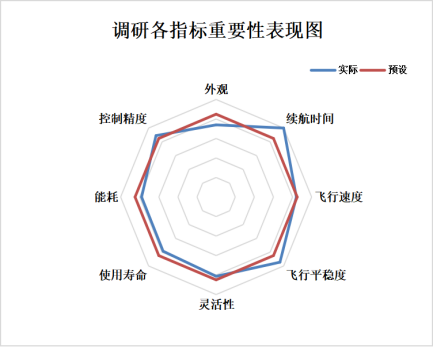 调研各指标重要性表现图
实际 预设
外观
控制精度 续航时间
能耗 飞行速度
使用寿命 飞行平稳度
灵活性